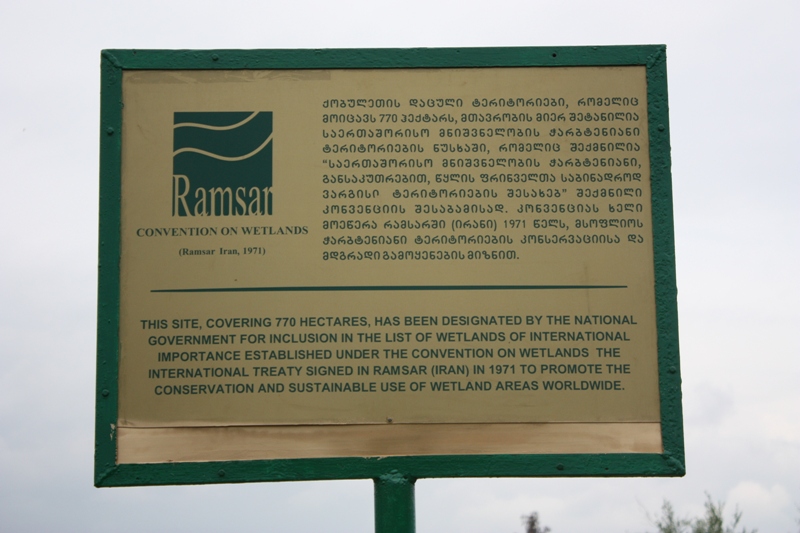 Ramsar
CONVENTION ON WETLANDS
(Ramsar Iran, 1971)
ქობულეთის დაცული ტერიტორიები, რომელიც
მოიცავს 770 ჰექტარს, მთავრობის მიერ შეტანილია
საერთაშორისო მნიშვნელობის ჭარბტენიანი
ტერიტორიების ნუსხაში, რომელიც შექმნილია
“საერთაშორისო მნიშვნელობის ჭარბტენიანი,
განსაკუთრებით, წყლის ფრინველთა საბინადროდ
ვარგისი ტერიტორიების შესახებ” შექმნილი
კონვენციის შესაბამისად. კონვენციას ხელი
მოეწერა რამსარში (ირანი) 1971 წელს, მსოფლიოს
ჭარბტენიანი ტერიტორიების კონსერვაციისა და
მდგრადი გამოყენების მიზნით.
THIS SITE, COVERING 770 HECTARES, HAS BEEN DESIGNATED BY THE NATIONAL
GOVERNMENT FOR INCLUSION IN THE LIST OF WETLANDS OF INTERNATIONAL
IMPORTANCE ESTABLISHED UNDER THE CONVENTION ON WETLANDS THE
INTERNATIONAL TREATY SIGNED IN RAMSAR (IRAN) IN 1971 TO PROMOTE THE
CONSERVATION AND SUSTAINABLE USE OF WETLAND AREAS WORLDWIDE.